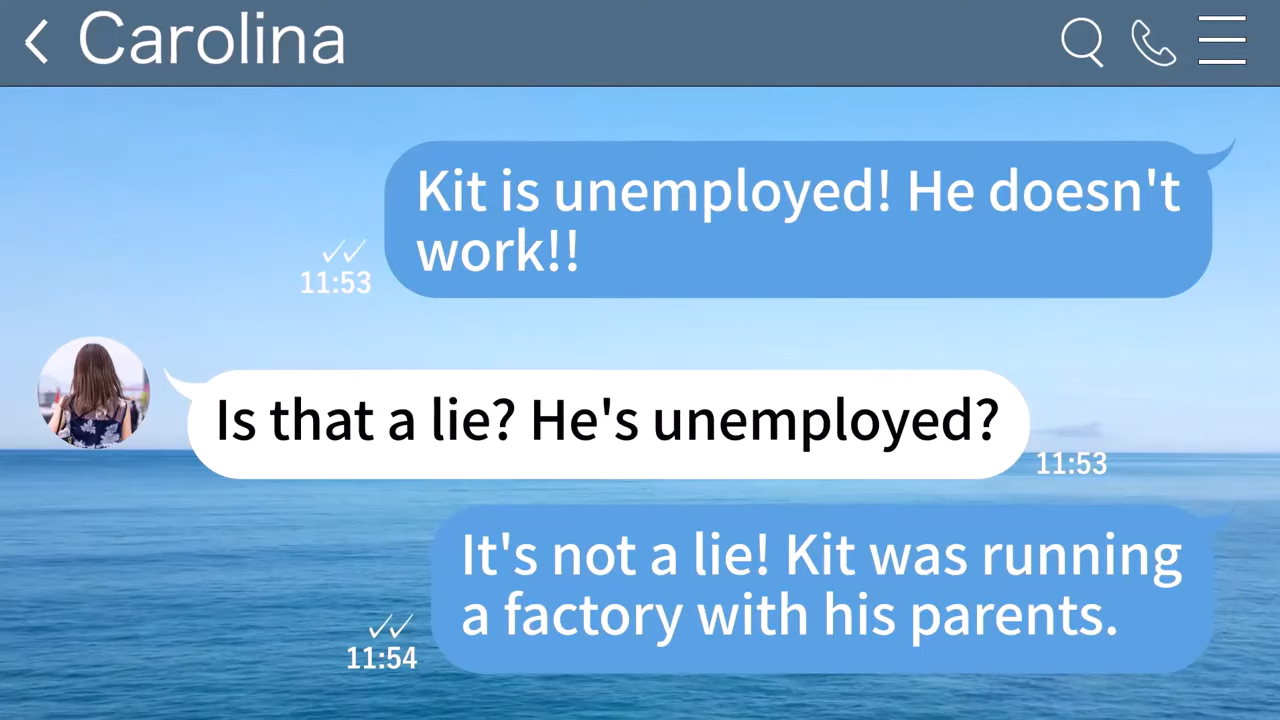 Carolina
Kit is unemployed! He doesn't
work!!
11:53
Is that a lie? He's unemployed?
11:53
It's not a lie! Kit was running
a factory with his parents.
11:54